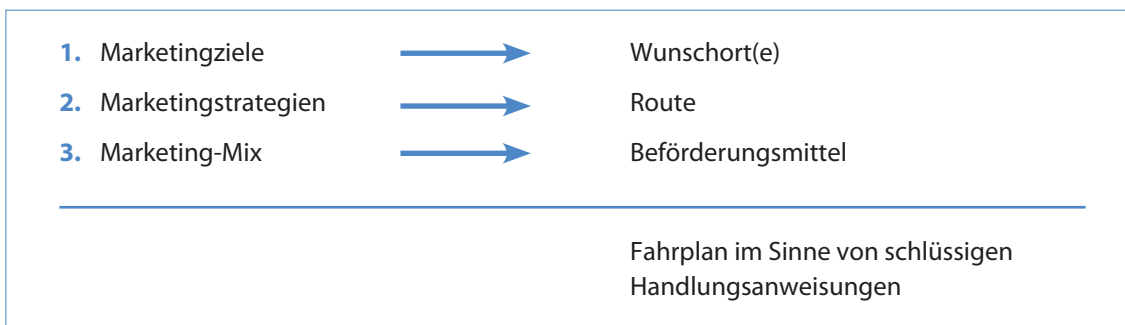 1. Marketingziele Wunschort(e)
2. Marketingstrategien Route
3. Marketing-Mix Beförderungsmittel
Fahrplan im Sinne von schlüssigen
Handlungsanweisungen